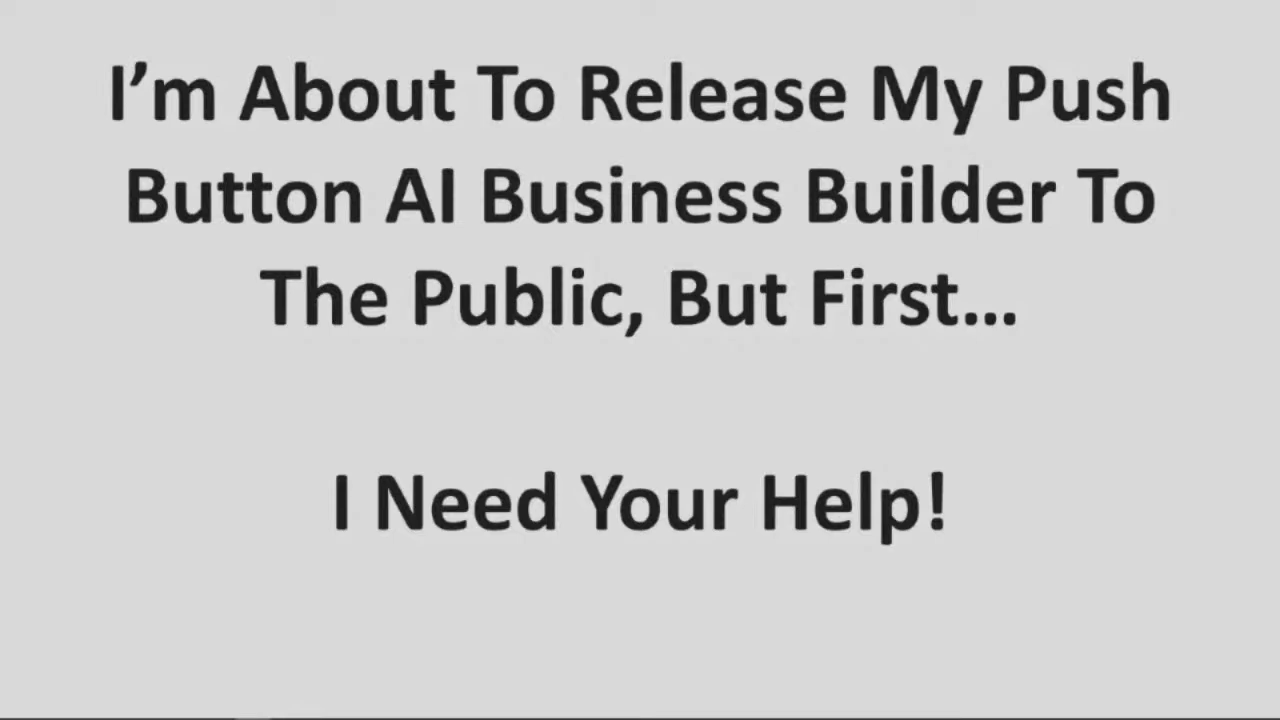 I’m About To Release My Push
Button AI Business Builder To
The Public, But First…
I Need Your Help!